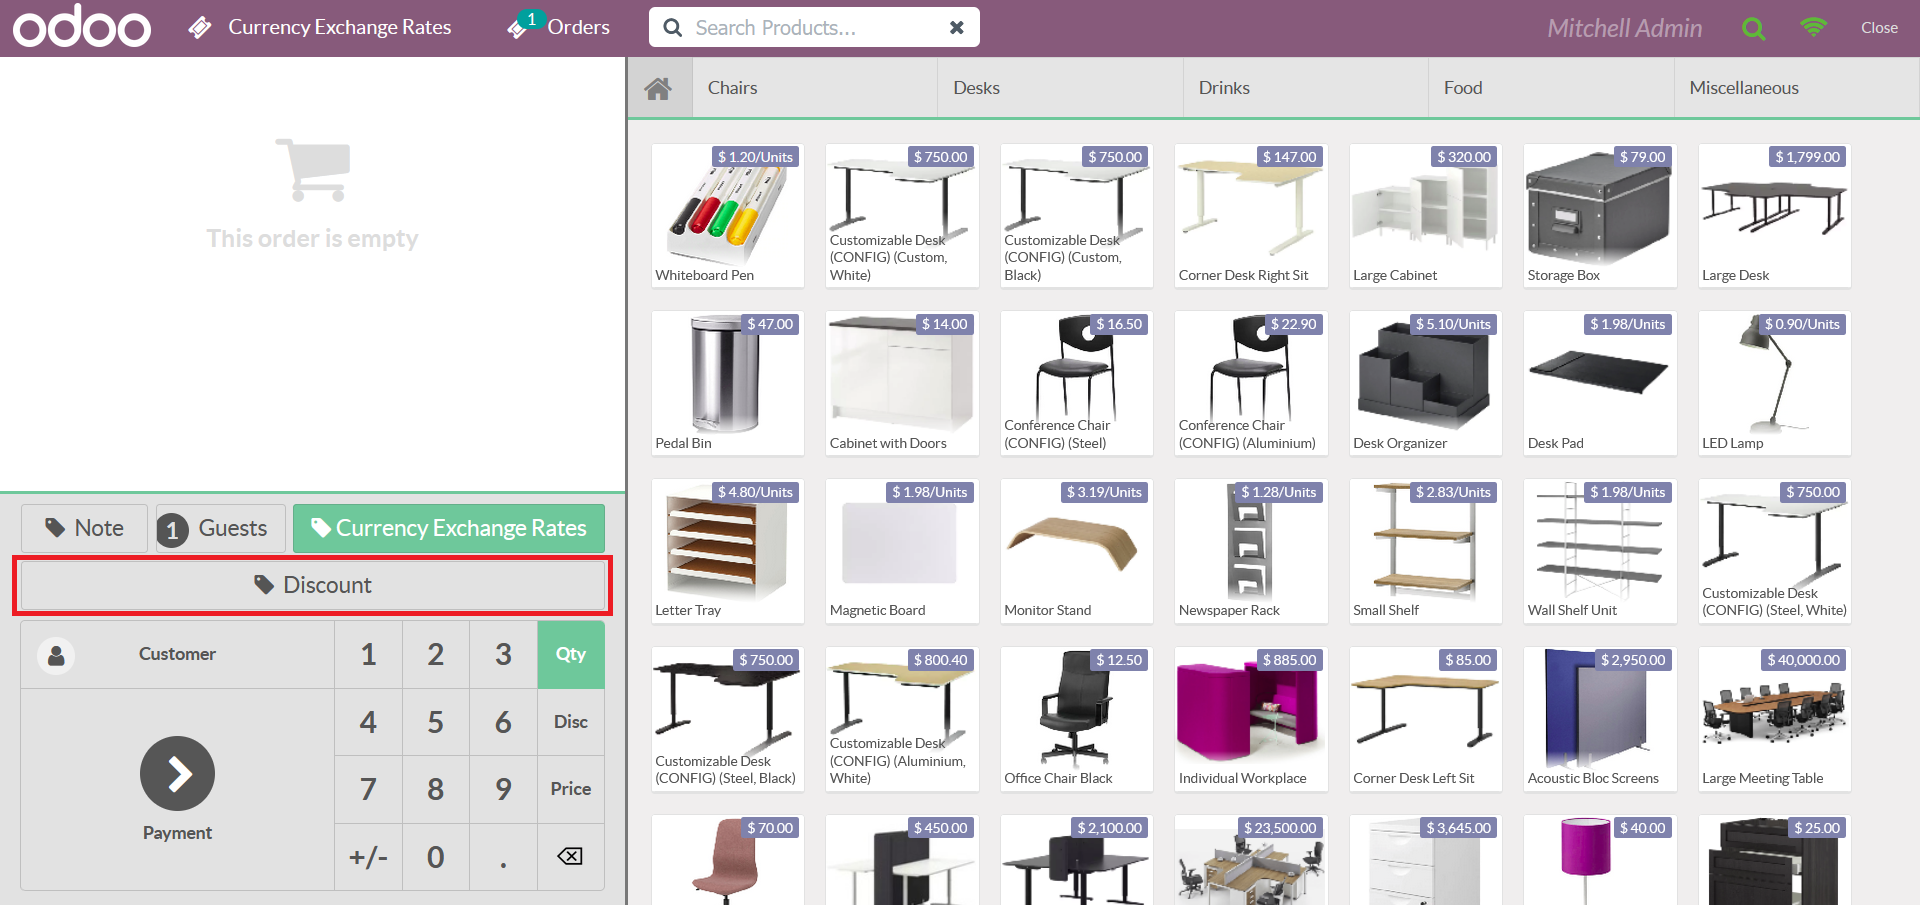 odoo
Currency Exchange Rates
1
Orders
Search Products...
Mitchell Admin
Close
This order is empty
Chairs
Desks
Drinks
Food
Miscellaneous
$ 1.20/Units
Whiteboard Pen
$ 750.00
Customizable Desk
(CONFIG) (Custom,
White)
$ 750.00
Customizable Desk
(CONFIG) (Custom,
Black)
$ 147.00
Corner Desk Right Sit
$ 320.00
Large Cabinet
$ 79.00
Storage Box
$ 1,799.00
Large Desk
$ 47.00
Pedal Bin
$ 14.00
Cabinet with Doors
$ 16.50
Conference Chair
(CONFIG) (Steel)
$ 22.90
Conference Chair
(CONFIG) (Aluminium)
$ 5.10/Units
Desk Organizer
$ 1.98/Units
Desk Pad
$ 0.90/Units
LED Lamp
$ 4.80/Units
Letter Tray
$ 1.98/Units
Magnetic Board
$ 3.19/Units
Monitor Stand
$ 1.28/Units
Newspaper Rack
$ 2.83/Units
Small Shelf
$ 1.98/Units
Wall Shelf Unit
$ 750.00
Customizable Desk
(CONFIG) (Steel, White)
$ 750.00
Customizable Desk
(CONFIG) (Steel, Black)
$ 800.40
Customizable Desk
(CONFIG) (Aluminium,
White)
$ 12.50
Office Chair Black
$ 885.00
Individual Workplace
$ 85.00
Corner Desk Left Sit
$ 2,950.00
Acoustic Bloc Screens
$ 40,000.00
Large Meeting Table
$ 70.00
$ 450.00
$ 2,100.00
$ 23,500.00
$ 3,645.00
$ 40.00
$ 25.00
Note
1 Guests
Currency Exchange Rates
Discount
Customer
Payment
1 2 3 Qty
4 5 6 Disc
7 8 9 Price
+/- 0 .